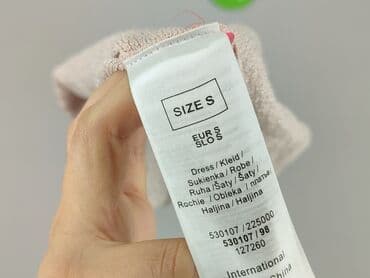 SIZE S
EUR S
SLO S
Dress / Kleid /
Sukienka / Robe /
Ruha / Šaty / Šaty /
Rochie / Obleka / платье /
Haljina / Haljina
530107 / 225000
530107 / 98
127260
International
China